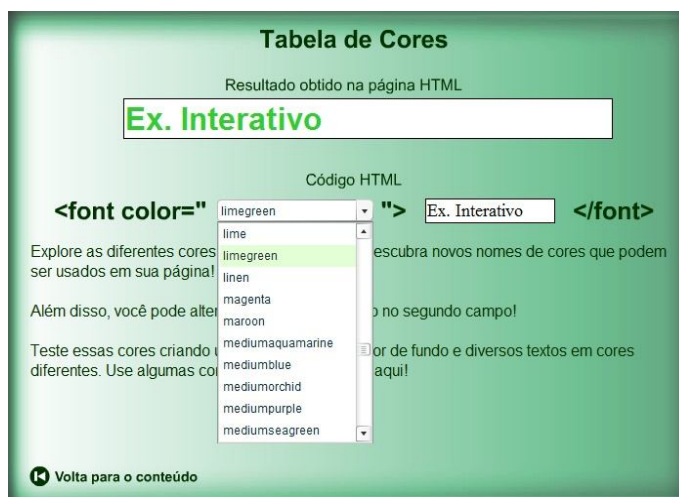 Tabela de Cores
Resultado obtido na página HTML
Ex. Interativo
Código HTML
<font color=" limegreen "> Ex. Interativo </font>
lime
limegreen
linen
magenta
maroon
mediumaquamarine
mediumblue
mediumorchid
mediumpurple
mediumseagreen
Explore as diferentes cores escubra novos nomes de cores que podem
ser usados em sua página!
Além disso, você pode alter o no segundo campo!
Teste essas cores criando or de fundo e diversos textos em cores
diferentes. Use algumas co aqui!
Volta para o conteúdo